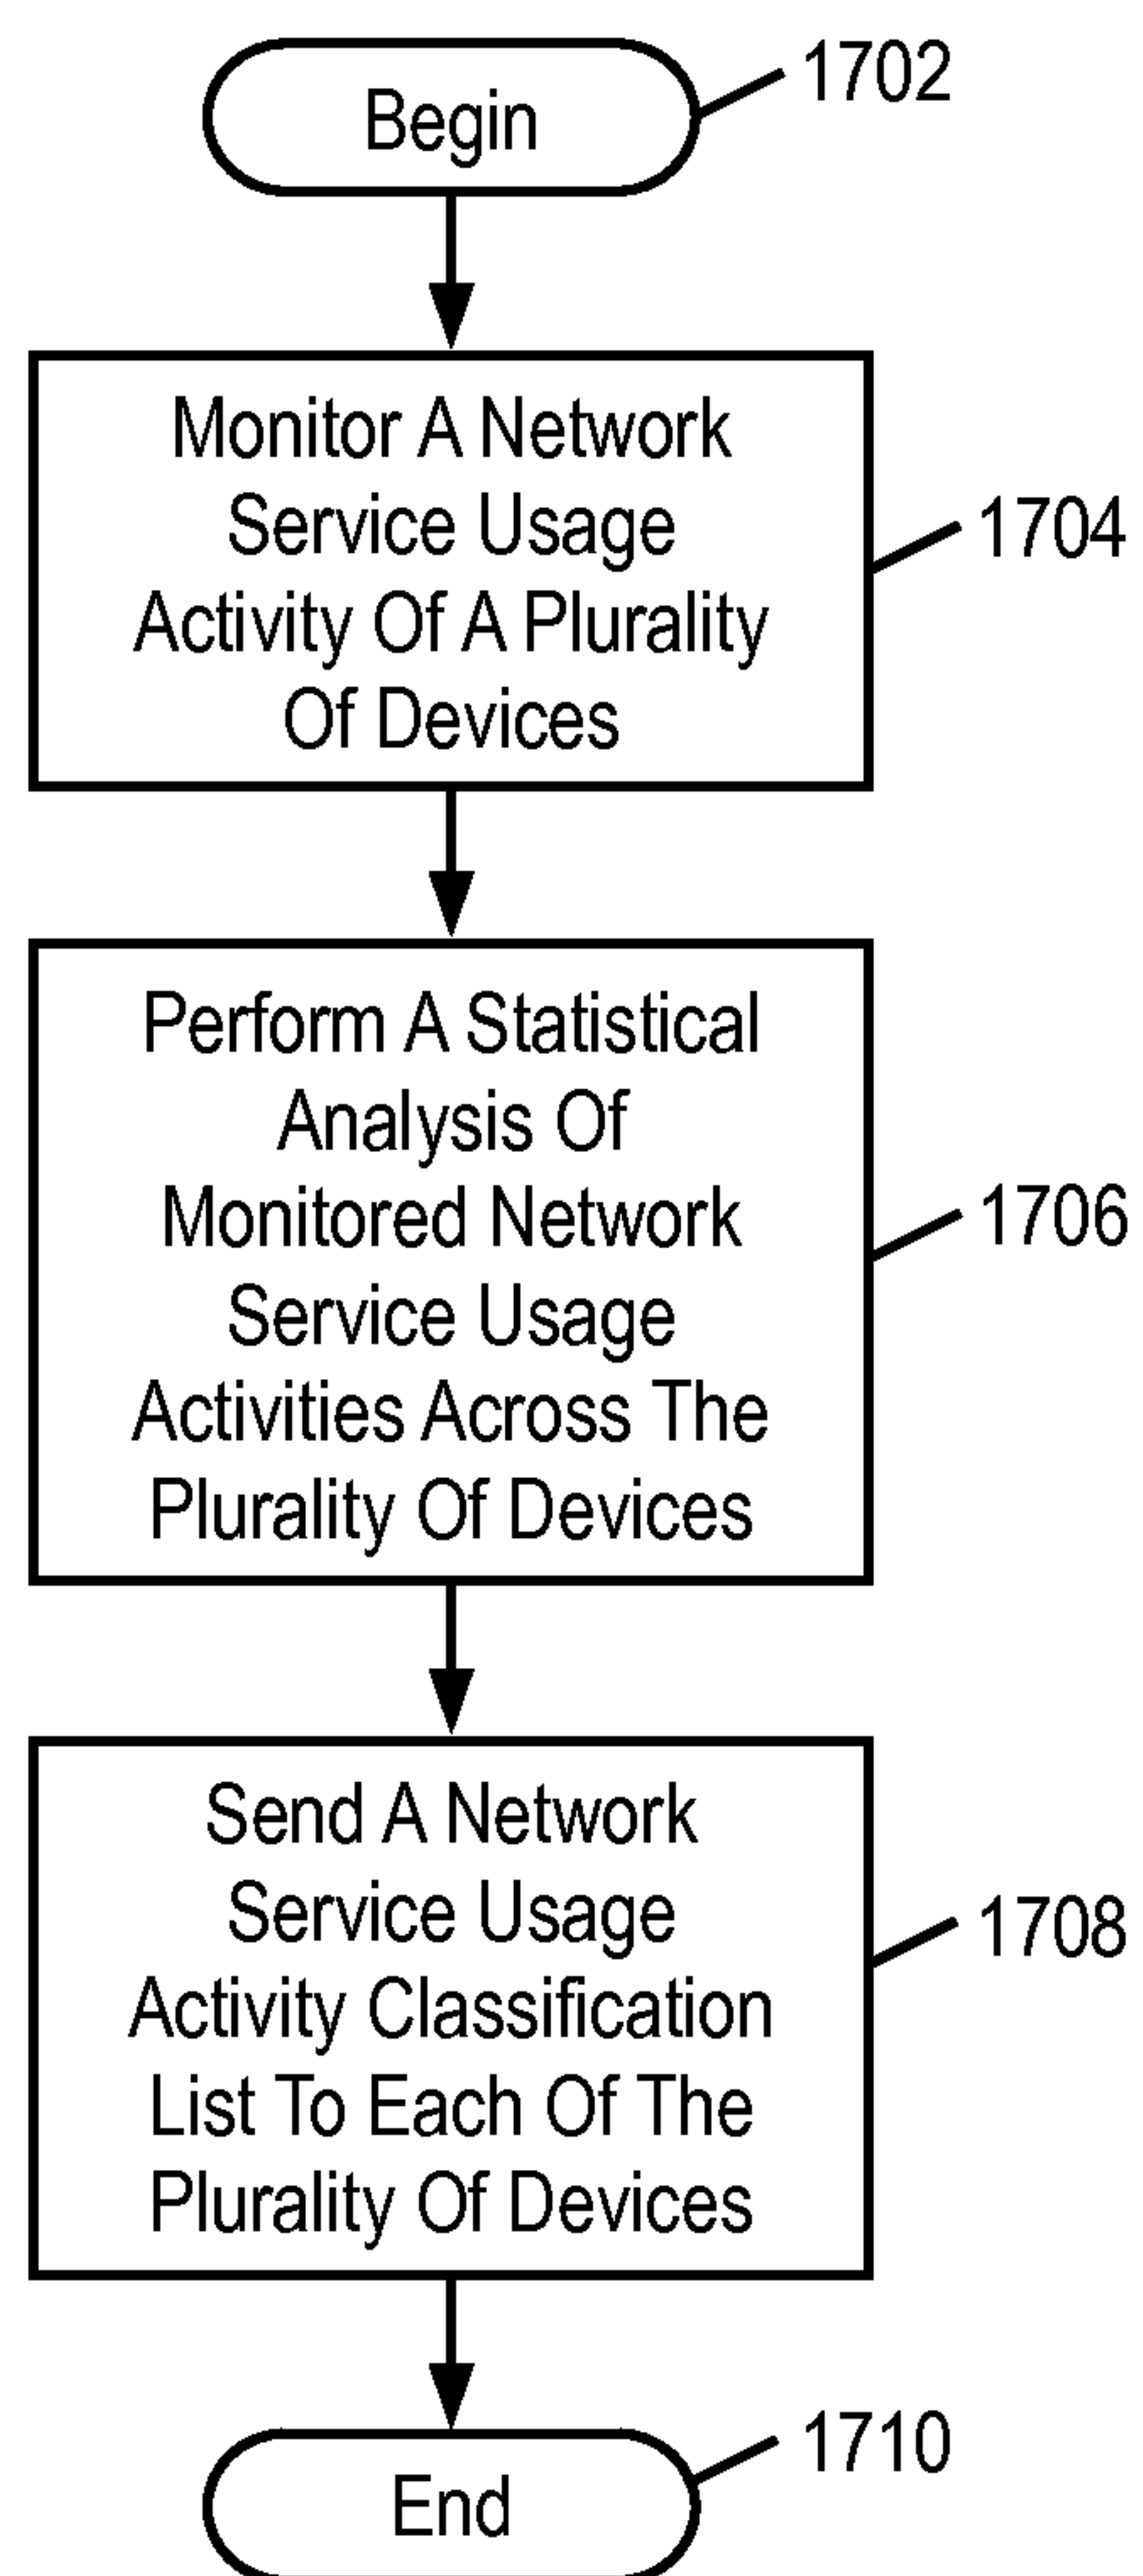 Begin
1702
Monitor A Network
Service Usage
Activity Of A Plurality
Of Devices
1704
Perform A Statistical
Analysis Of
Monitored Network
Service Usage
Activities Across The
Plurality Of Devices
1706
Send A Network
Service Usage
Activity Classification
List To Each Of The
Plurality Of Devices
1708
End
1710